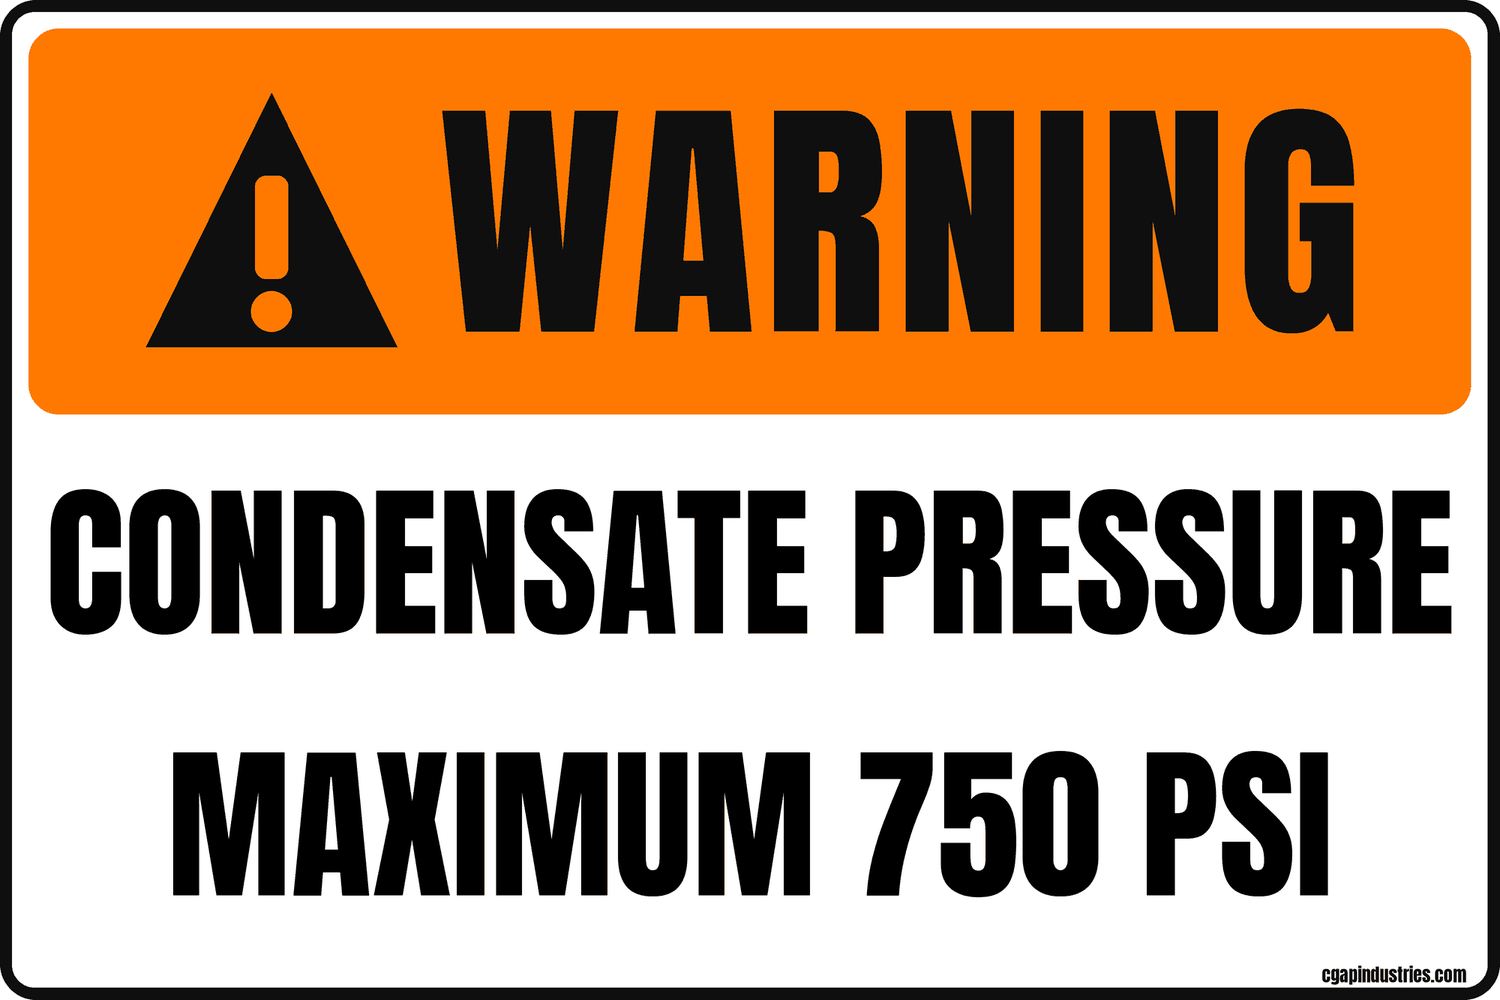 WARNING
CONDENSATE PRESSURE
MAXIMUM 750 PSI
cgapindustries.com